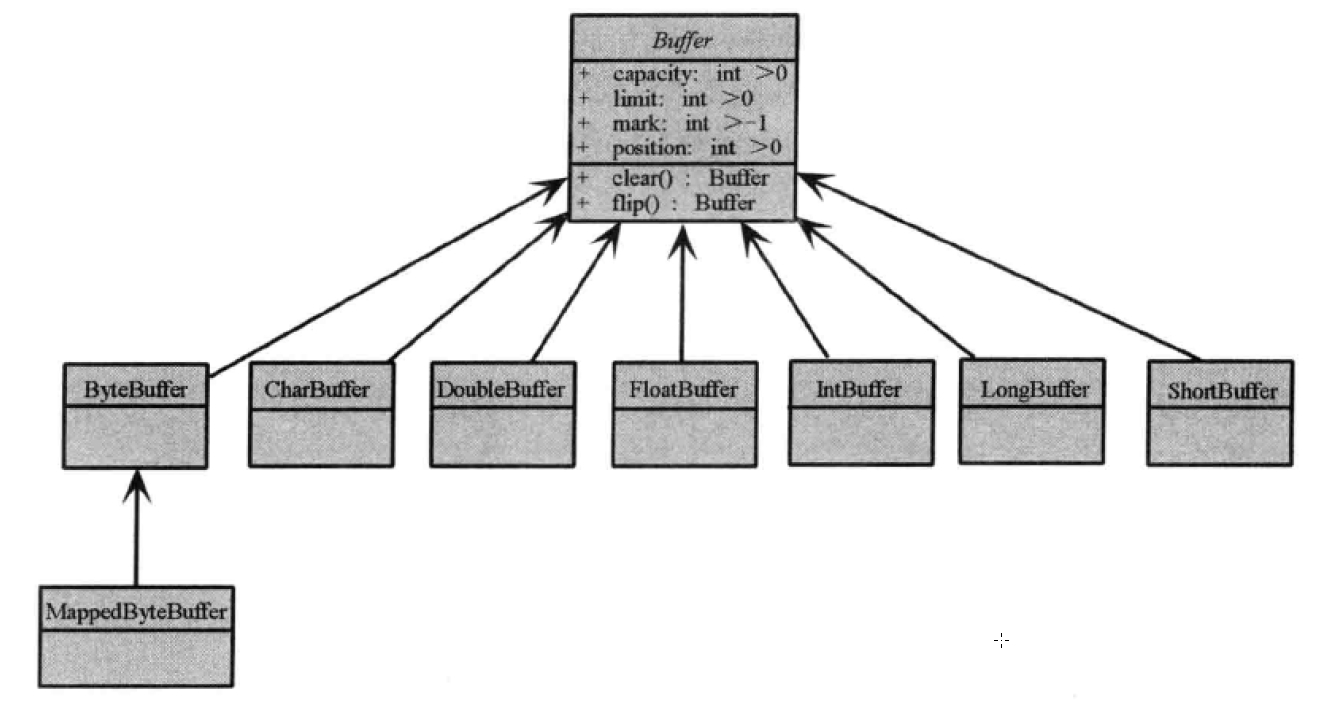 Buffer
+ capacity: int >0
+ limit: int >0
+ mark: int >-1
+ position: int >0
+ clear() : Buffer
+ flip() : Buffer
ByteBuffer
CharBuffer
DoubleBuffer
FloatBuffer
IntBuffer
LongBuffer
ShortBuffer
MappedByteBuffer